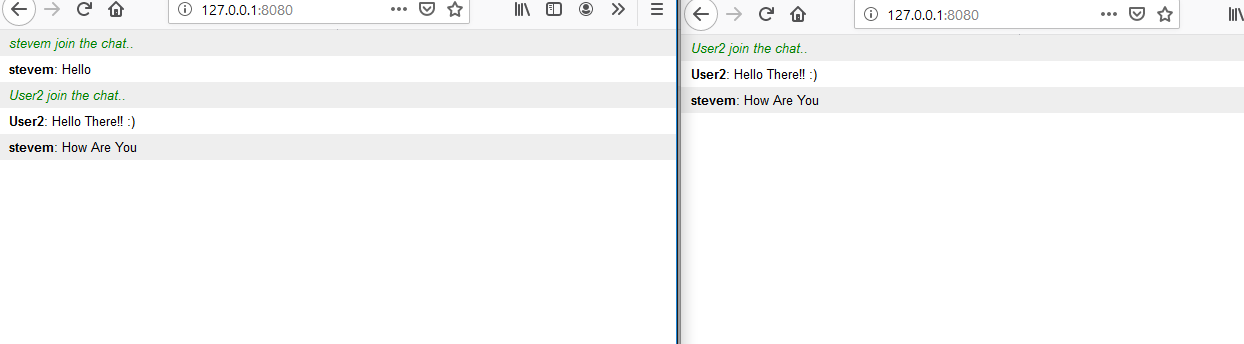 127.0.0.1:8080
stevem join the chat..
stevem: Hello
User2 join the chat..
User2: Hello There!! :)
stevem: How Are You
127.0.0.1:8080
User2 join the chat..
User2: Hello There!! :)
stevem: How Are You